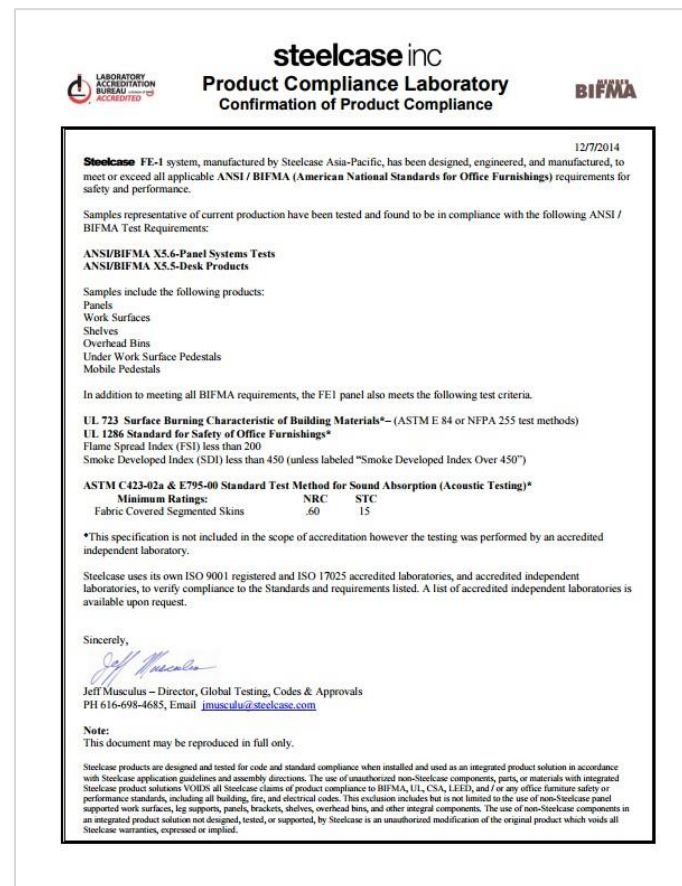 steelcase inc
LABORATORY
ACCREDITATION
BUREAU
ACCREDITED
Product Compliance Laboratory
Confirmation of Product Compliance
MEMBER
BIFMA
12/7/2014
Steelcase FE-1 system, manufactured by Steelcase Asia-Pacific, has been designed, engineered, and manufactured, to
meet or exceed all applicable ANSI / BIFMA (American National Standards for Office Furnishings) requirements for
safety and performance.
Samples representative of current production have been tested and found to be in compliance with the following ANSI /
BIFMA Test Requirements:
ANSI/BIFMA X5.6-Panel Systems Tests
ANSI/BIFMA X5.5-Desk Products
Samples include the following products:
Panels
Work Surfaces
Shelves
Overhead Bins
Under Work Surface Pedestals
Mobile Pedestals
In addition to meeting all BIFMA requirements, the FE1 panel also meets the following test criteria.
UL 723 Surface Burning Characteristic of Building Materials*– (ASTM E 84 or NFPA 255 test methods)
UL 1286 Standard for Safety of Office Furnishings*
Flame Spread Index (FSI) less than 200
Smoke Developed Index (SDI) less than 450 (unless labeled “Smoke Developed Index Over 450”)
ASTM C423-02a & E795-00 Standard Test Method for Sound Absorption (Acoustic Testing)*
Minimum Ratings: NRC STC
Fabric Covered Segmented Skins .60 15
*This specification is not included in the scope of accreditation however the testing was performed by an accredited
independent laboratory.
Steelcase uses its own ISO 9001 registered and ISO 17025 accredited laboratories, and accredited independent
laboratories, to verify compliance to the Standards and requirements listed. A list of accredited independent laboratories is
available upon request.
Sincerely,
Jeff Musculus
Jeff Musculus – Director, Global Testing, Codes & Approvals
PH 616-698-4685, Email jmusculu@steelcase.com
Note:
This document may be reproduced in full only.
Steelcase products are designed and tested for code and standard compliance when installed and used as an integrated product solution in accordance
with Steelcase application guidelines and assembly directions. The use of unauthorized non-Steelcase components, parts, or materials with integrated
Steelcase product solutions VOIDS all Steelcase claims of product compliance to BIFMA, UL, CSA, LEED, and / or any office furniture safety or
performance standards, including all building, fire, and electrical codes. This exclusion includes but is not limited to the use of non-Steelcase panel
supported work surfaces, leg supports, panels, brackets, shelves, overhead bins, and other integral components. The use of non-Steelcase components in
an integrated product solution not designed, tested, or supported, by Steelcase is an unauthorized modification of the original product which voids all
Steelcase warranties, expressed or implied.